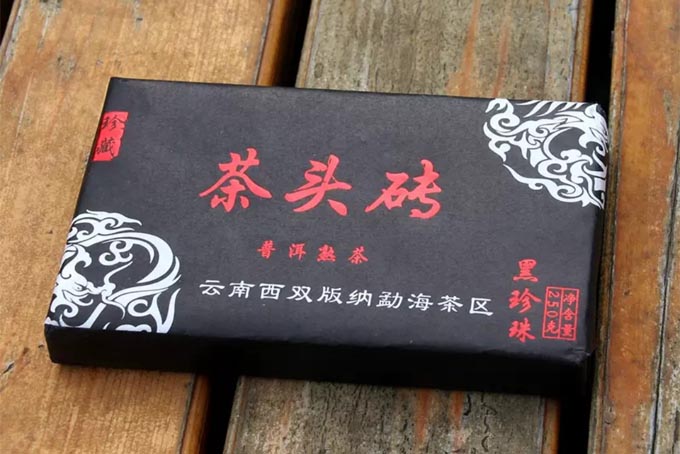 珍藏
茶头砖
普洱熟茶
云南西双版纳勐海茶区
黑珍珠
净含量
250克